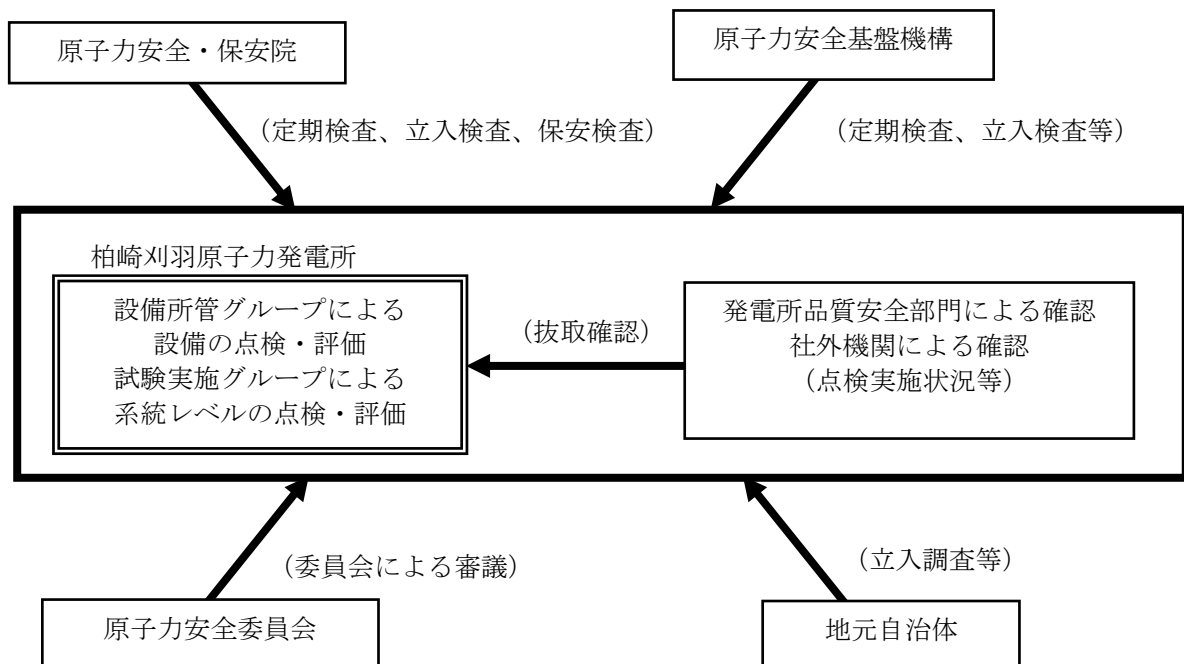 原子力安全・保安院
原子力安全基盤機構
（定期検査、立入検査、保安検査）
（定期検査、立入検査等）
柏崎刈羽原子力発電所
設備所管グループによる
設備の点検・評価
試験実施グループによる
系統レベルの点検・評価
（抜取確認）
発電所品質安全部門による確認
社外機関による確認
（点検実施状況等）
（委員会による審議）
（立入調査等）
原子力安全委員会
地元自治体